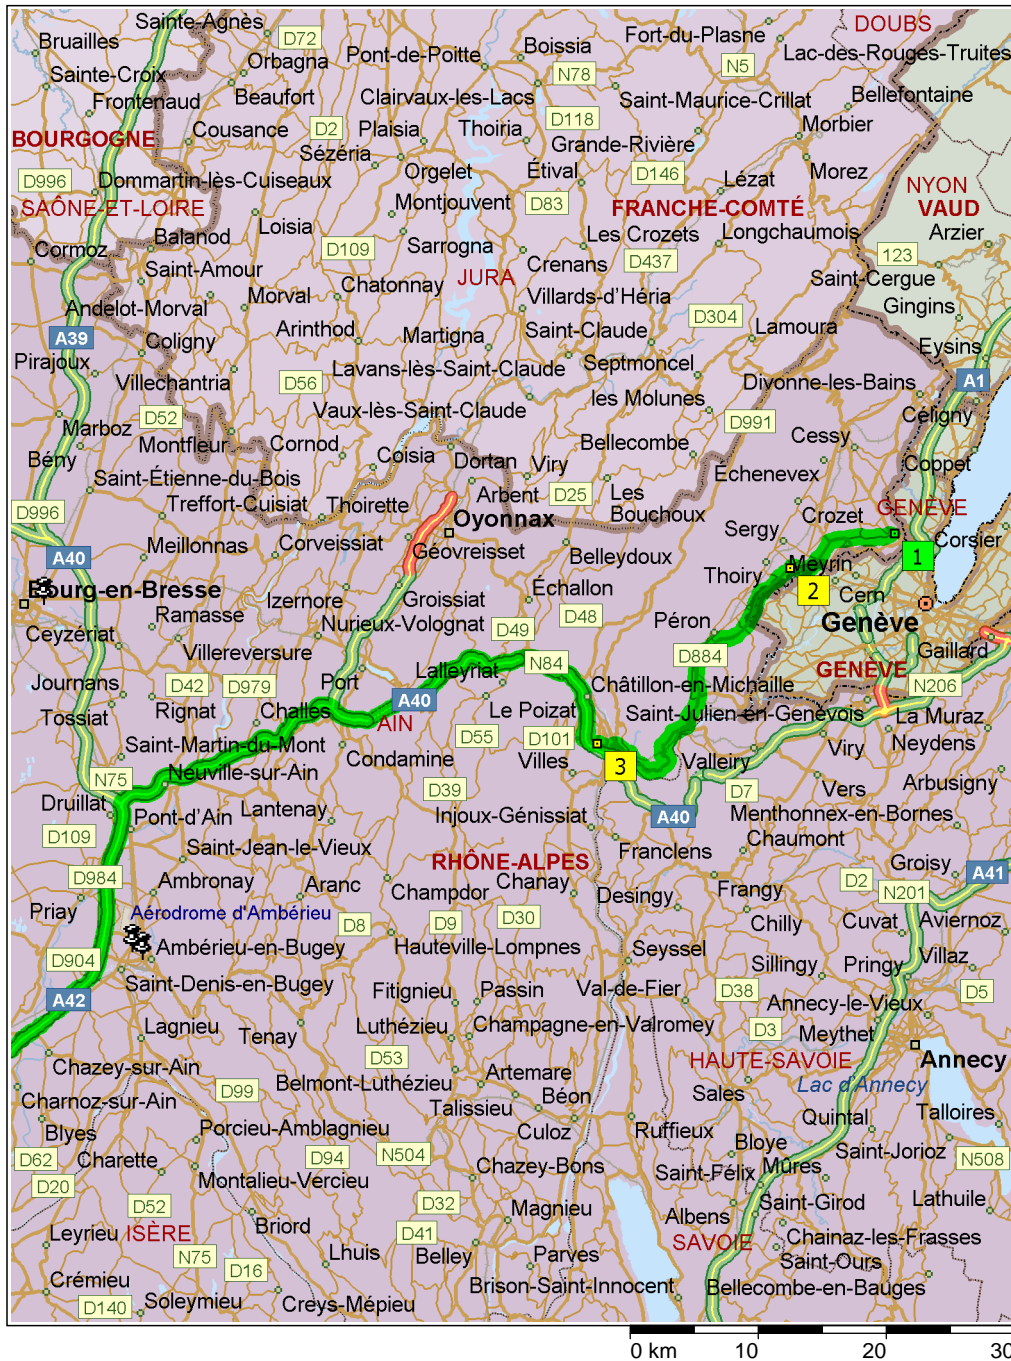 Sainte-Agnès
DOUBS
Bruailles
D72
Pont-de-Poitte
Boissia
Fort-du-Plasne
Lac-des-Rouges-Truites
Orbagna
N5
Sainte-Croix
N78
Beaufort
Clairvaux-les-Lacs
Saint-Maurice-Crillat
Bellefontaine
Frontenaud
D118
Morbier
BOURGOGNE
Cousance
D2
Plaisia
Thoiria
Grande-Rivière
Sézéria
D996
Dommartin-lès-Cuiseaux
Orgelet
Étival
D146
Lézat
Morez
NYON
SAÔNE-ET-LOIRE
Montjouvent
D83
FRANCHE-COMTÉ
VAUD
Loisia
Arzier
Cormoz
Balanod
D109
Sarrogna
Les Crozets
Longchaumois
123
Saint-Amour
JURA
Crenans
D437
Saint-Cergue
Chatonnay
Andelot-Morval
Morval
Villards-d'Héria
Gingins
A39
Coligny
Arinthod
Martigna
Saint-Claude
D304
Lamoura
Eysins
Pirajoux
Villechantria
D56
Lavans-lès-Saint-Claude
Septmoncel
Divonne-les-Bains
A1
Marboz
D52
Vaux-lès-Saint-Claude
les Molunes
D991
Céligny
Montfleur
Cornod
Bellecombe
Cessy
Bény
Coisia
Dortan
Viry
Échenevex
Coppet
Saint-Étienne-du-Bois
Arbent
D25
Les
Bouchoux
D996
Treffort-Cuisiat
Thoirette
Oyonnax
Crozet
GENÈVE
Sergy
A40
Meillonnas
Corveissiat
Géovreisset
Belleydoux
1
Corsier
Meyrin
Bourg-en-Bresse
Izernore
Groissiat
Échallon
Thoiry
2
Cern
Ramasse
Nurieux-Volognat
D48
Péron
Genève
Ceyzériat
D49
Villereversure
Lalleyriat
N84
D884
GENÈVE
Gaillard
Journans
D42
D979
Port
A40
Châtillon-en-Michaille
N206
Tossiat
Rignat
Challes
AIN
Le Poizat
Saint-Julien-en-Genévois
La Muraz
Saint-Martin-du-Mont
D55
D101
Viry
Neydens
N75
Neuville-sur-Ain
Condamine
Villes
3
Valleiry
Arbusigny
Druillat
D39
D7
Vers
Pont-d'Ain
Lantenay
Injoux-Génissiat
A40
Menthonnex-en-Bornes
D109
Saint-Jean-le-Vieux
Chaumont
RHÔNE-ALPES
Franclens
Groisy
A41
D984
Ambronay
Aranc
Champdor
Chanay
Desingy
Frangy
D2
N201
Priay
Aérodrome d'Ambérieu
D8
D9
D30
Chilly
Cuvat
Aviernoz
Ambérieu-en-Bugey
Hauteville-Lompnes
Seyssel
D904
Sillingy
Pringy
Villaz
Saint-Denis-en-Bugey
Fitignieu
Passin
Val-de-Fier
D38
D5
A42
Annecy-le-Vieux
Lagnieu
Tenay
Luthézieu
Champagne-en-Valromey
D3
Meythet
Chazey-sur-Ain
D53
HAUTE-SAVOIE
Annecy
D99
Belmont-Luthézieu
Artemare
Lac d'Annecy
Charnoz-sur-Ain
Béon
Sales
Talissieu
Talloires
Blyes
Porcieu-Amblagnieu
Culoz
Ruffieux
Quintal
Bloye
D62
Charette
D94
N504
Chazey-Bons
Saint-Félix
Mûres
Saint-Jorioz
N508
D20
Montalieu-Vercieu
D52
D32
Magnieu
Saint-Girod
Lathuile
Leyrieu
ISÈRE
Briord
D41
Albens
Chainaz-les-Frasses
N75
Lhuis
Belley
Parves
SAVOIE
Saint-Ours
Crémieu
D16
Brison-Saint-Innocent
Bellecombe-en-Bauges
D140
Soleymieu
Creys-Mépieu
0 km
10
20
30